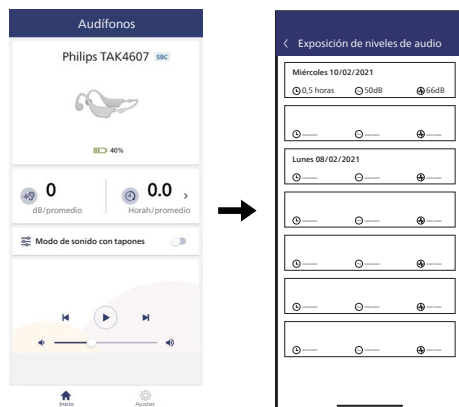 Audífonos
Philips TAK4607 SBC
40%
0
dB/promedio
0.0
Horah/promedio
Modo de sonido con tapones
Inicio
Ajustes
Exposición de niveles de audio
Miércoles 10/02/2021
0,5 horas 50dB 66dB
Lunes 08/02/2021